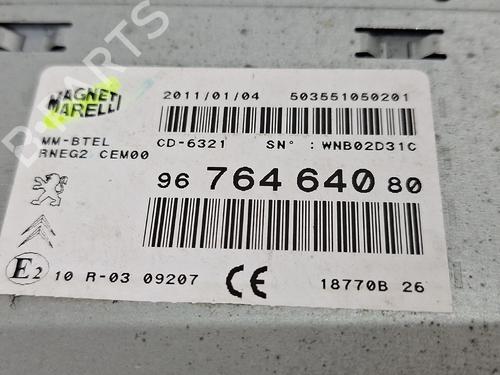 B-PARTS
MAGNETI
MARELLI
2011/01/04 503551050201
MM-BTEL
RNEG2 CEM00
CD-6321 SN° : WNB02D31C
96 764 640 80
E2 10 R-03 09207
CE 18770B 26